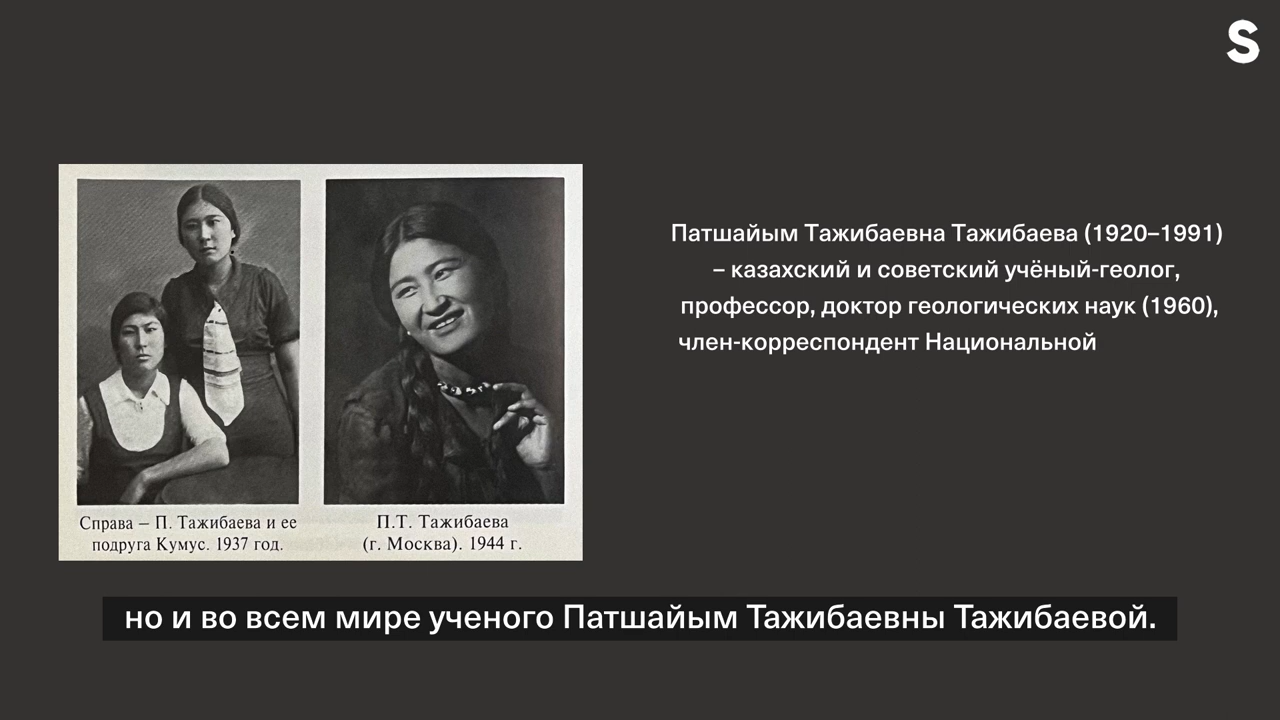 S
Патшайым Тажибаевна Тажибаева (1920–1991)
– казахский и советский учёный-геолог,
профессор, доктор геологических наук (1960),
член-корреспондент Национальной
Справа – П. Тажибаева и ее
подруга Кумус. 1937 год.
П.Т. Тажибаева
(г. Москва). 1944 г.
но и во всем мире ученого Патшайым Тажибаевны Тажибаевой.